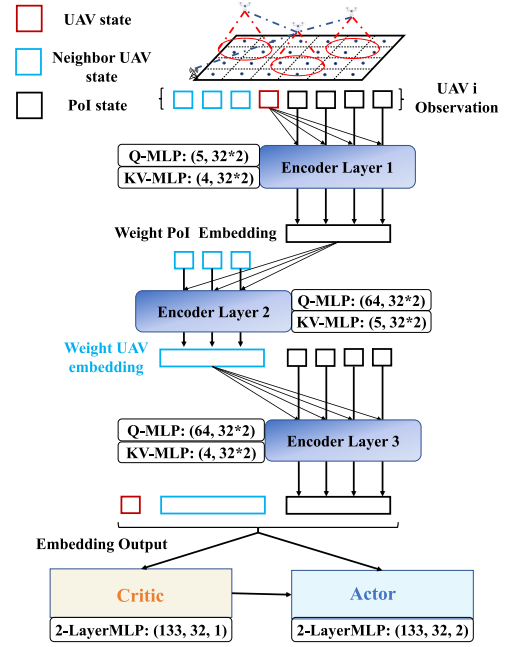 UAV state
Neighbor UAV
state
PoI state
UAV i
Observation
Q-MLP: (5, 32*2)
KV-MLP: (4, 32*2)
Encoder Layer 1
Weight PoI Embedding
Encoder Layer 2
Q-MLP: (64, 32*2)
KV-MLP: (5, 32*2)
Weight UAV
embedding
Q-MLP: (64, 32*2)
KV-MLP: (4, 32*2)
Encoder Layer 3
Embedding Output
Critic
Actor
2-LayerMLP: (133, 32, 1)
2-LayerMLP: (133, 32, 2)